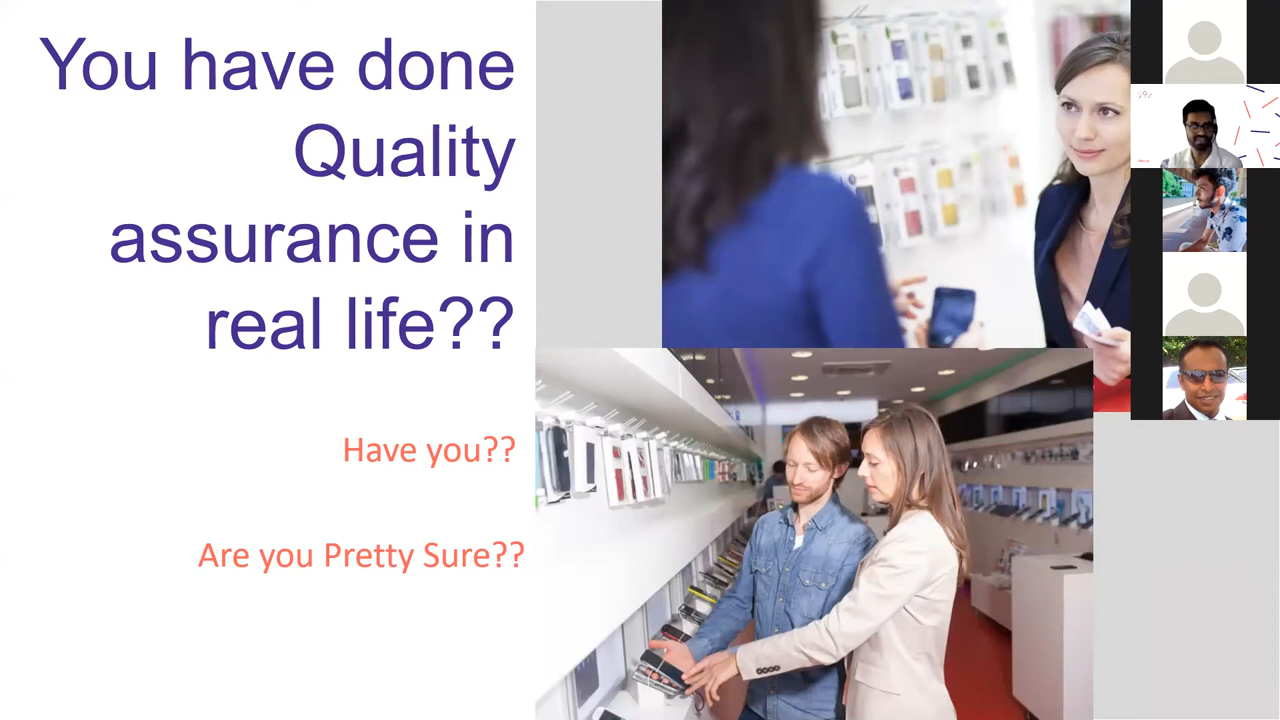 You have done
Quality
assurance in
real life??
Have you??
Are you Pretty Sure??